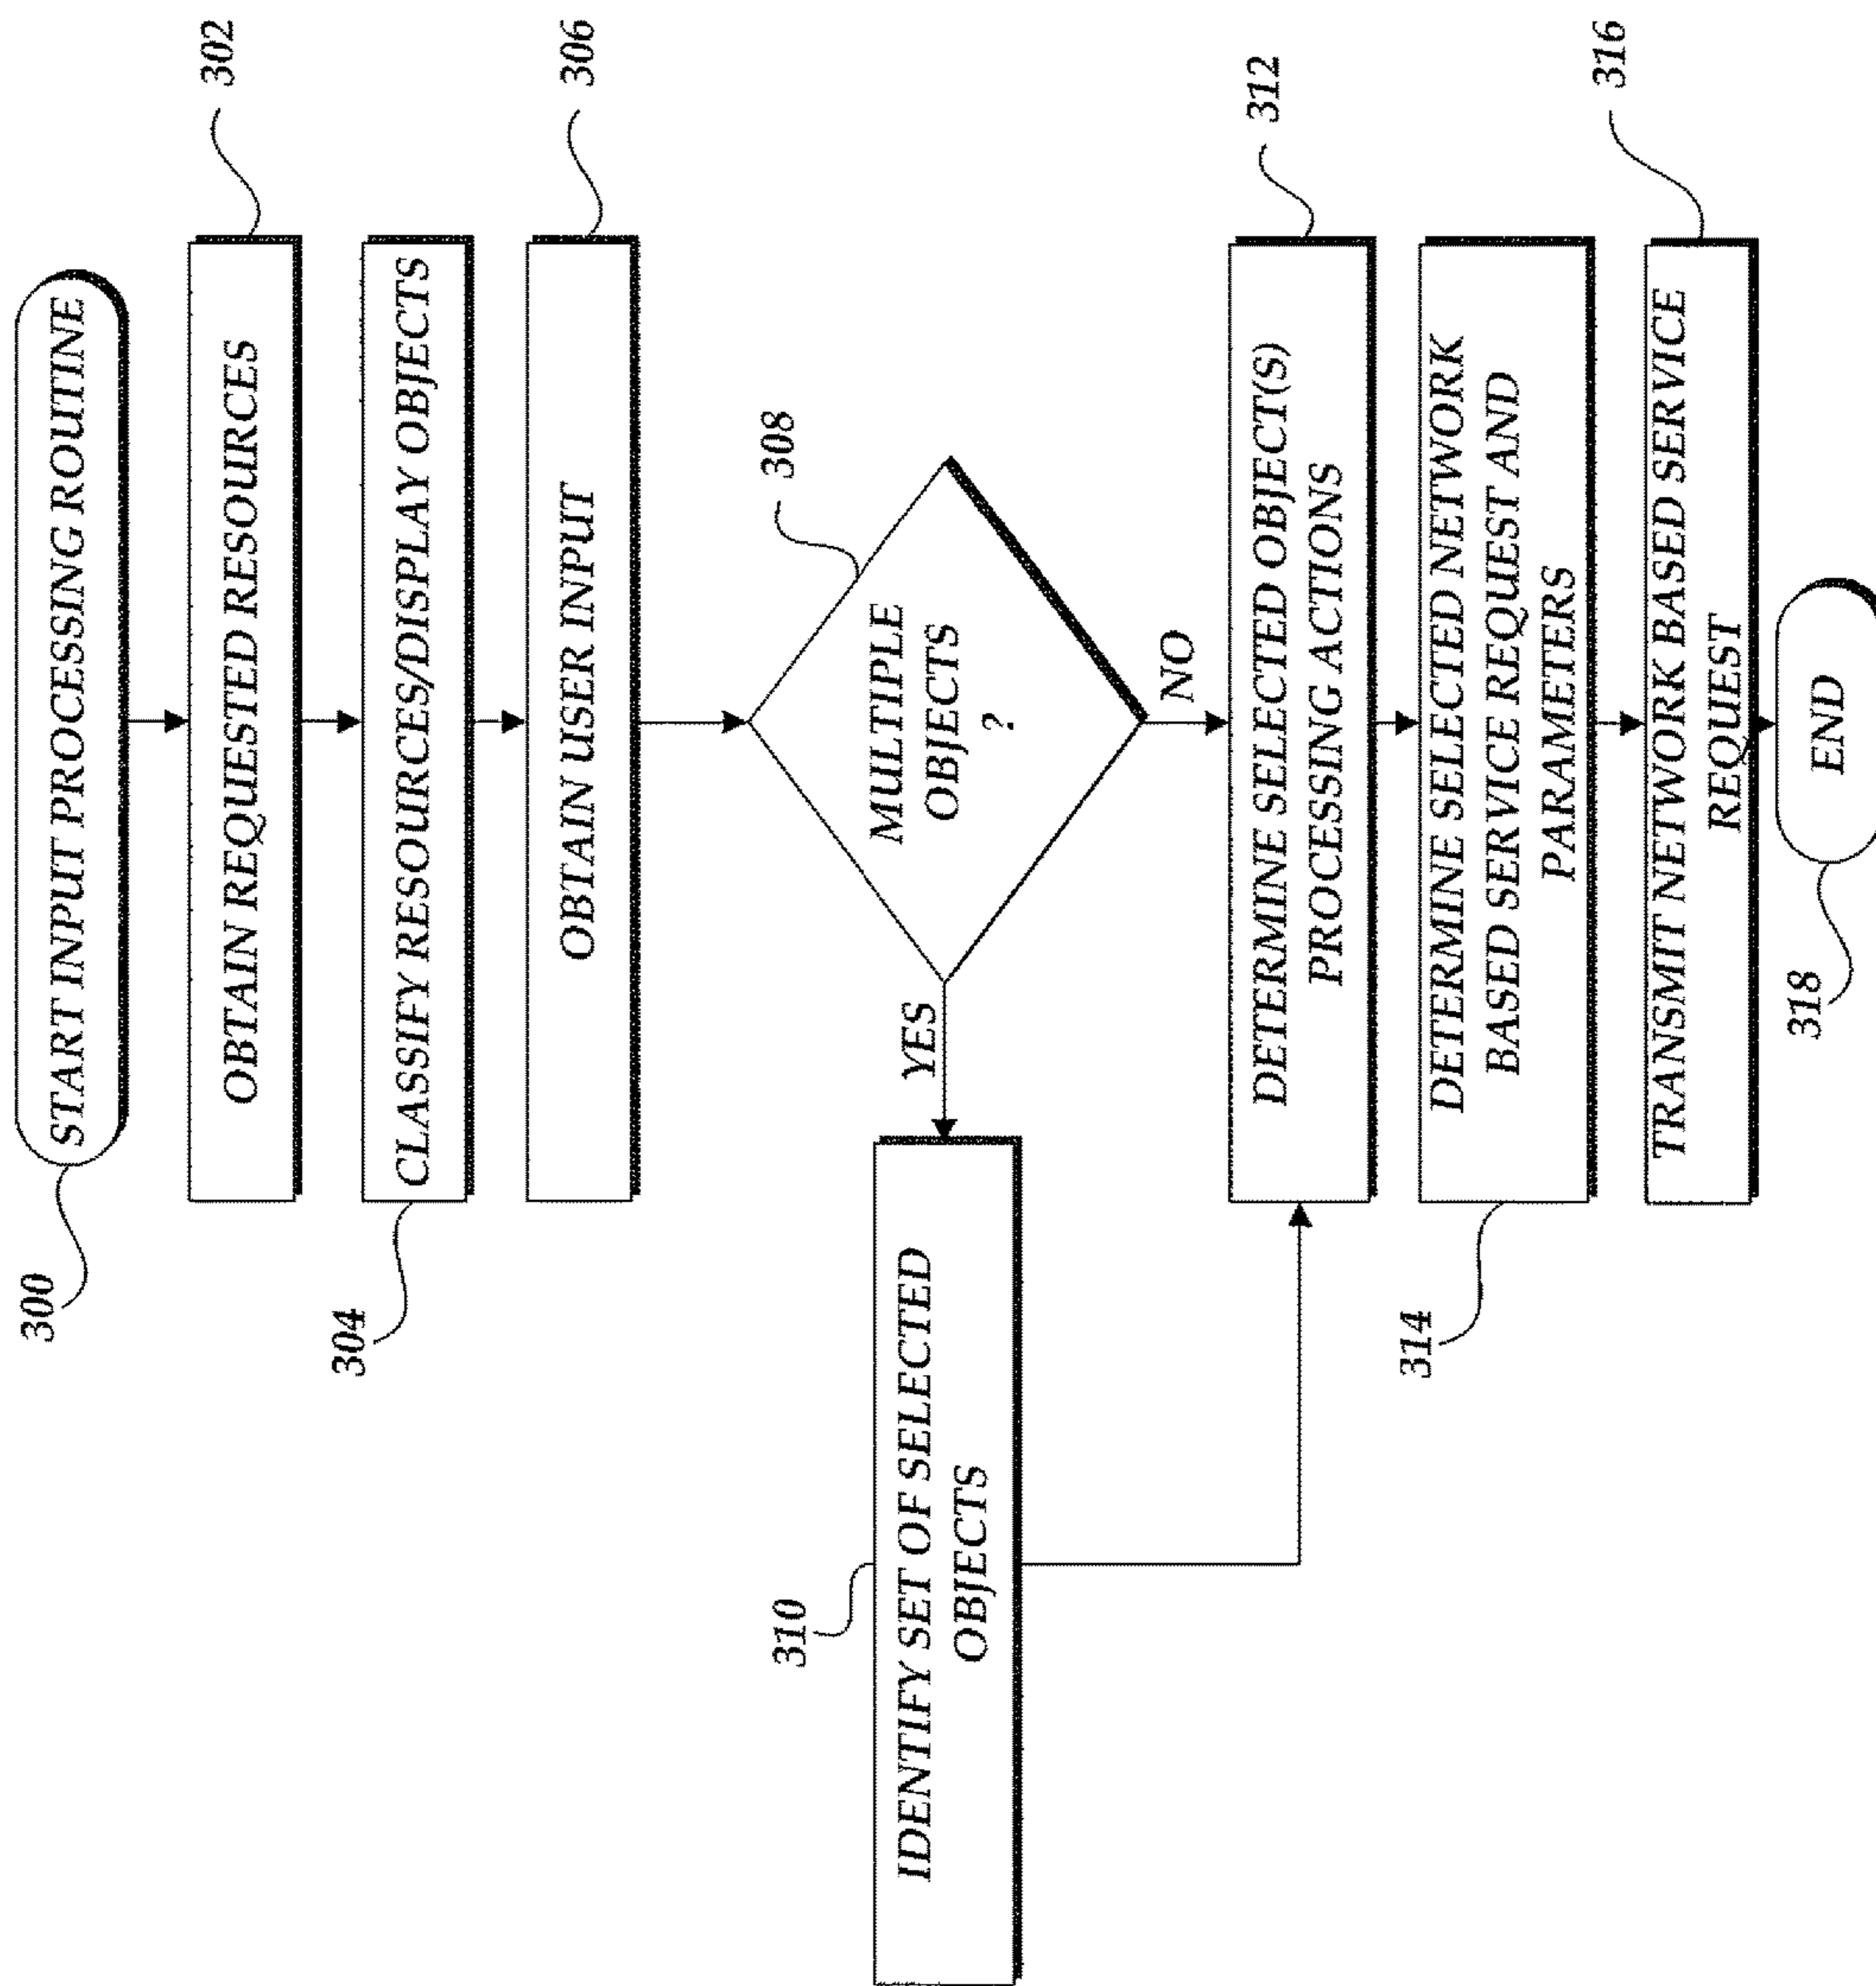 300
START INPUT PROCESSING ROUTINE
302
OBTAIN REQUESTED RESOURCES
304
CLASSIFY RESOURCES/DISPLAY OBJECTS
306
OBTAIN USER INPUT
308
MULTIPLE
OBJECTS
?
YES
NO
310
IDENTIFY SET OF SELECTED
OBJECTS
312
DETERMINE SELECTED OBJECT(S)
PROCESSING ACTIONS
314
DETERMINE SELECTED NETWORK
BASED SERVICE REQUEST AND
PARAMETERS
316
TRANSMIT NETWORK BASED SERVICE
REQUEST
318
END